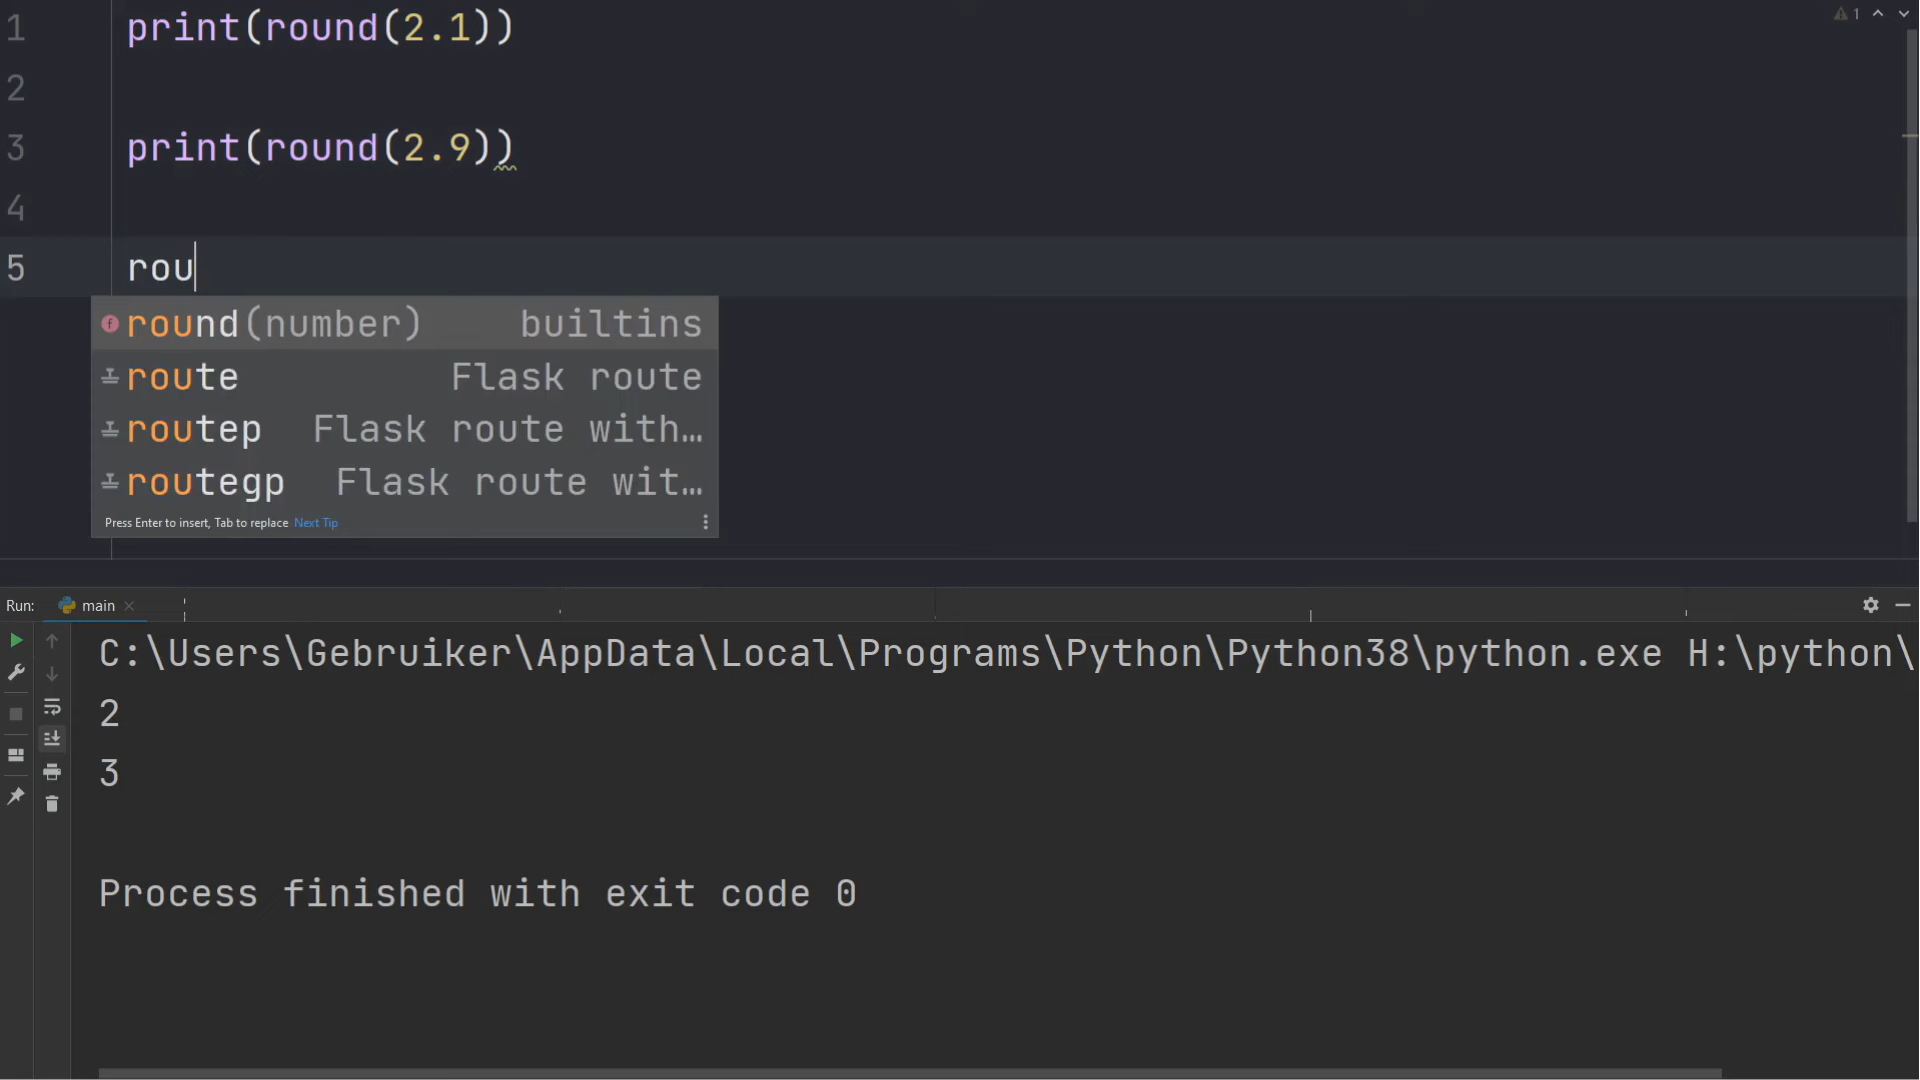 1 print(round(2.1))
2
3 print(round(2.9))
4
5 rou
round(number) builtins
route Flask route
routep Flask route with…
routegp Flask route wit…
Press Enter to insert, Tab to replace Next Tip
1
Run: main
C:\Users\Gebruiker\AppData\Local\Programs\Python\Python38\python.exe H:\python\
2
3
Process finished with exit code 0